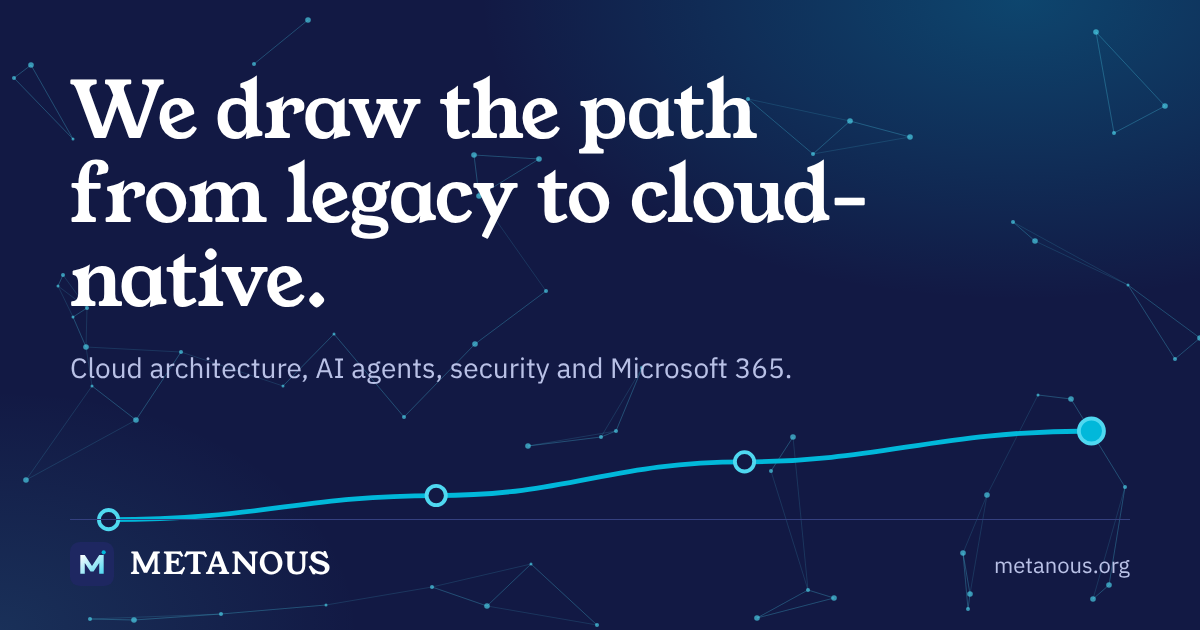 We draw the path
from legacy to cloud-
native.
Cloud architecture, AI agents, security and Microsoft 365.
M METANOUS
metanous.org